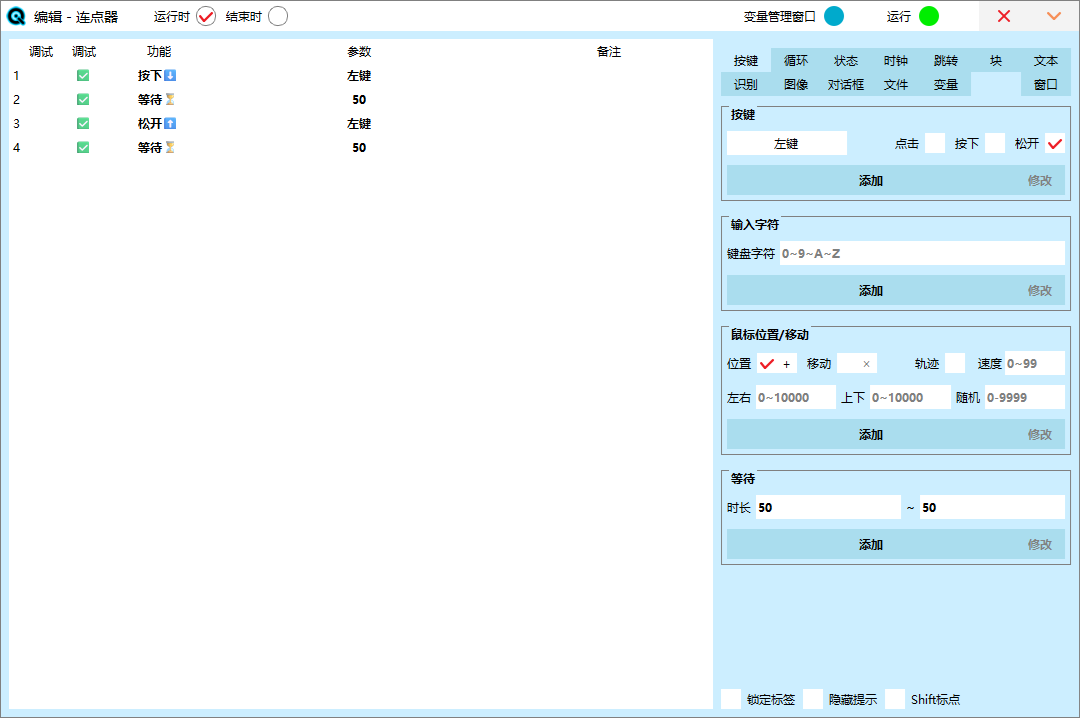 编辑 - 连点器 运行时 结束时 变量管理窗口 运行
调试 调试 功能 参数 备注
1 按下 左键
2 等待 50
3 松开 左键
4 等待 50
按键 循环 状态 时钟 跳转 块 文本
识别 图像 对话框 文件 变量 窗口
按键
左键 点击 按下 松开
添加 修改
输入字符
键盘字符 0~9~A~Z
添加 修改
鼠标位置/移动
位置 + 移动 × 轨迹 速度 0~99
左右 0~10000 上下 0~10000 随机 0-9999
添加 修改
等待
时长 50 ~ 50
添加 修改
锁定标签 隐藏提示 Shift标点